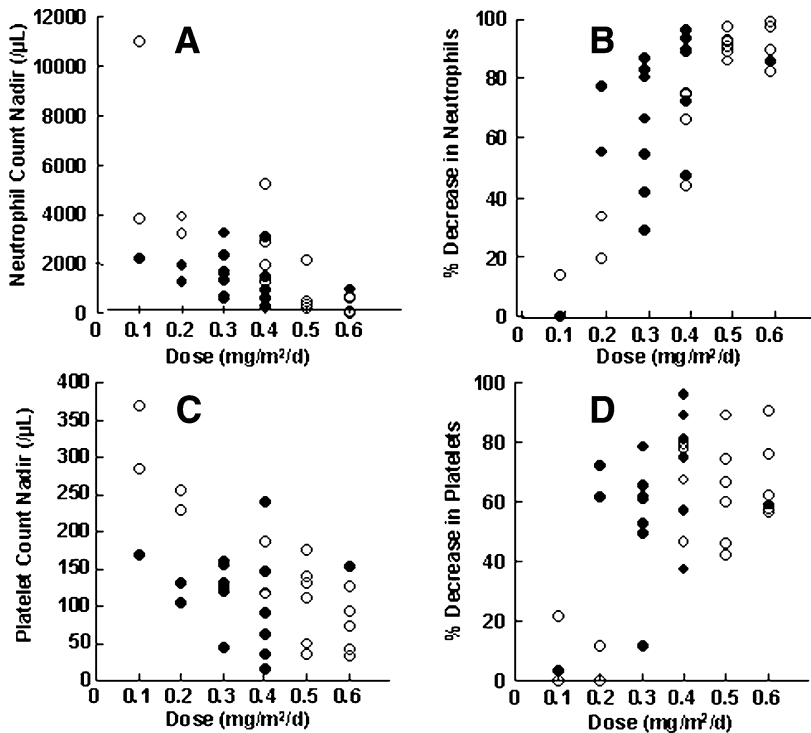 A
Neutrophil Count Nadir (/µL)
12000
10000
8000
6000
4000
2000
0
0 0.1 0.2 0.3 0.4 0.5 0.6
Dose (mg/m²/d)
B
% Decrease in Neutrophils
100
80
60
40
20
0
0 0.1 0.2 0.3 0.4 0.5 0.6
Dose (mg/m²/d)
C
Platelet Count Nadir (/µL)
400
350
300
250
200
150
100
50
0
0 0.1 0.2 0.3 0.4 0.5 0.6
Dose (mg/m²/d)
D
% Decrease in Platelets
100
80
60
40
20
0
0 0.1 0.2 0.3 0.4 0.5 0.6
Dose (mg/m²/d)